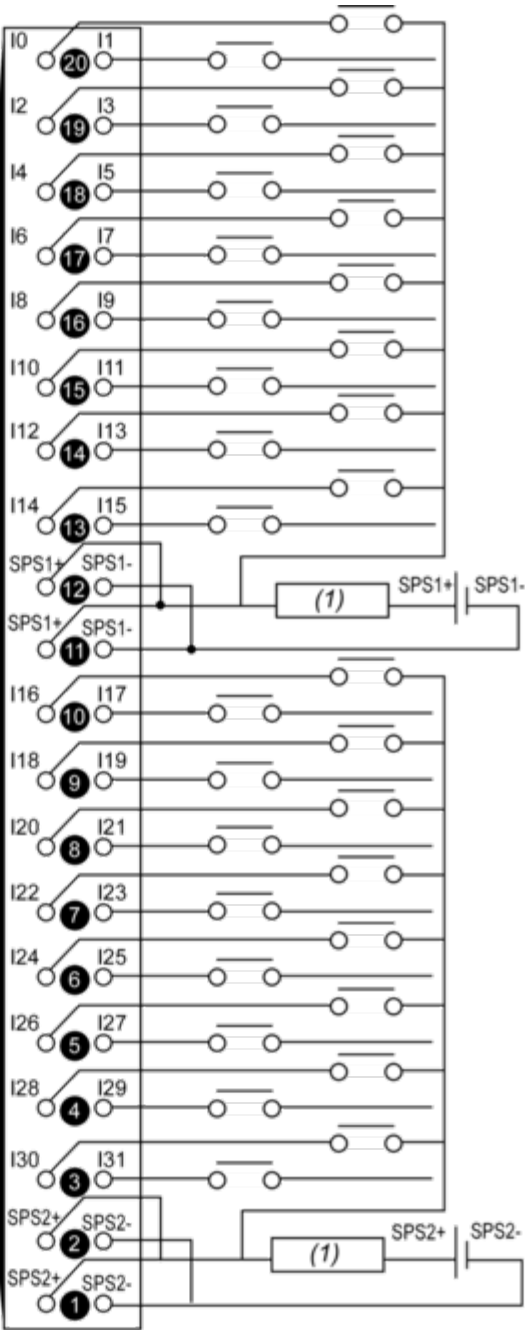 I0 I1
20
I2 I3
19
I4 I5
18
I6 I7
17
I8 I9
16
I10 I11
15
I12 I13
14
I14 I15
13
SPS1+ SPS1-
12
(1) SPS1+ SPS1-
SPS1+ SPS1-
11
I16 I17
10
I18 I19
9
I20 I21
8
I22 I23
7
I24 I25
6
I26 I27
5
I28 I29
4
I30 I31
3
SPS2+ SPS2-
2
(1) SPS2+ SPS2-
SPS2+ SPS2-
1